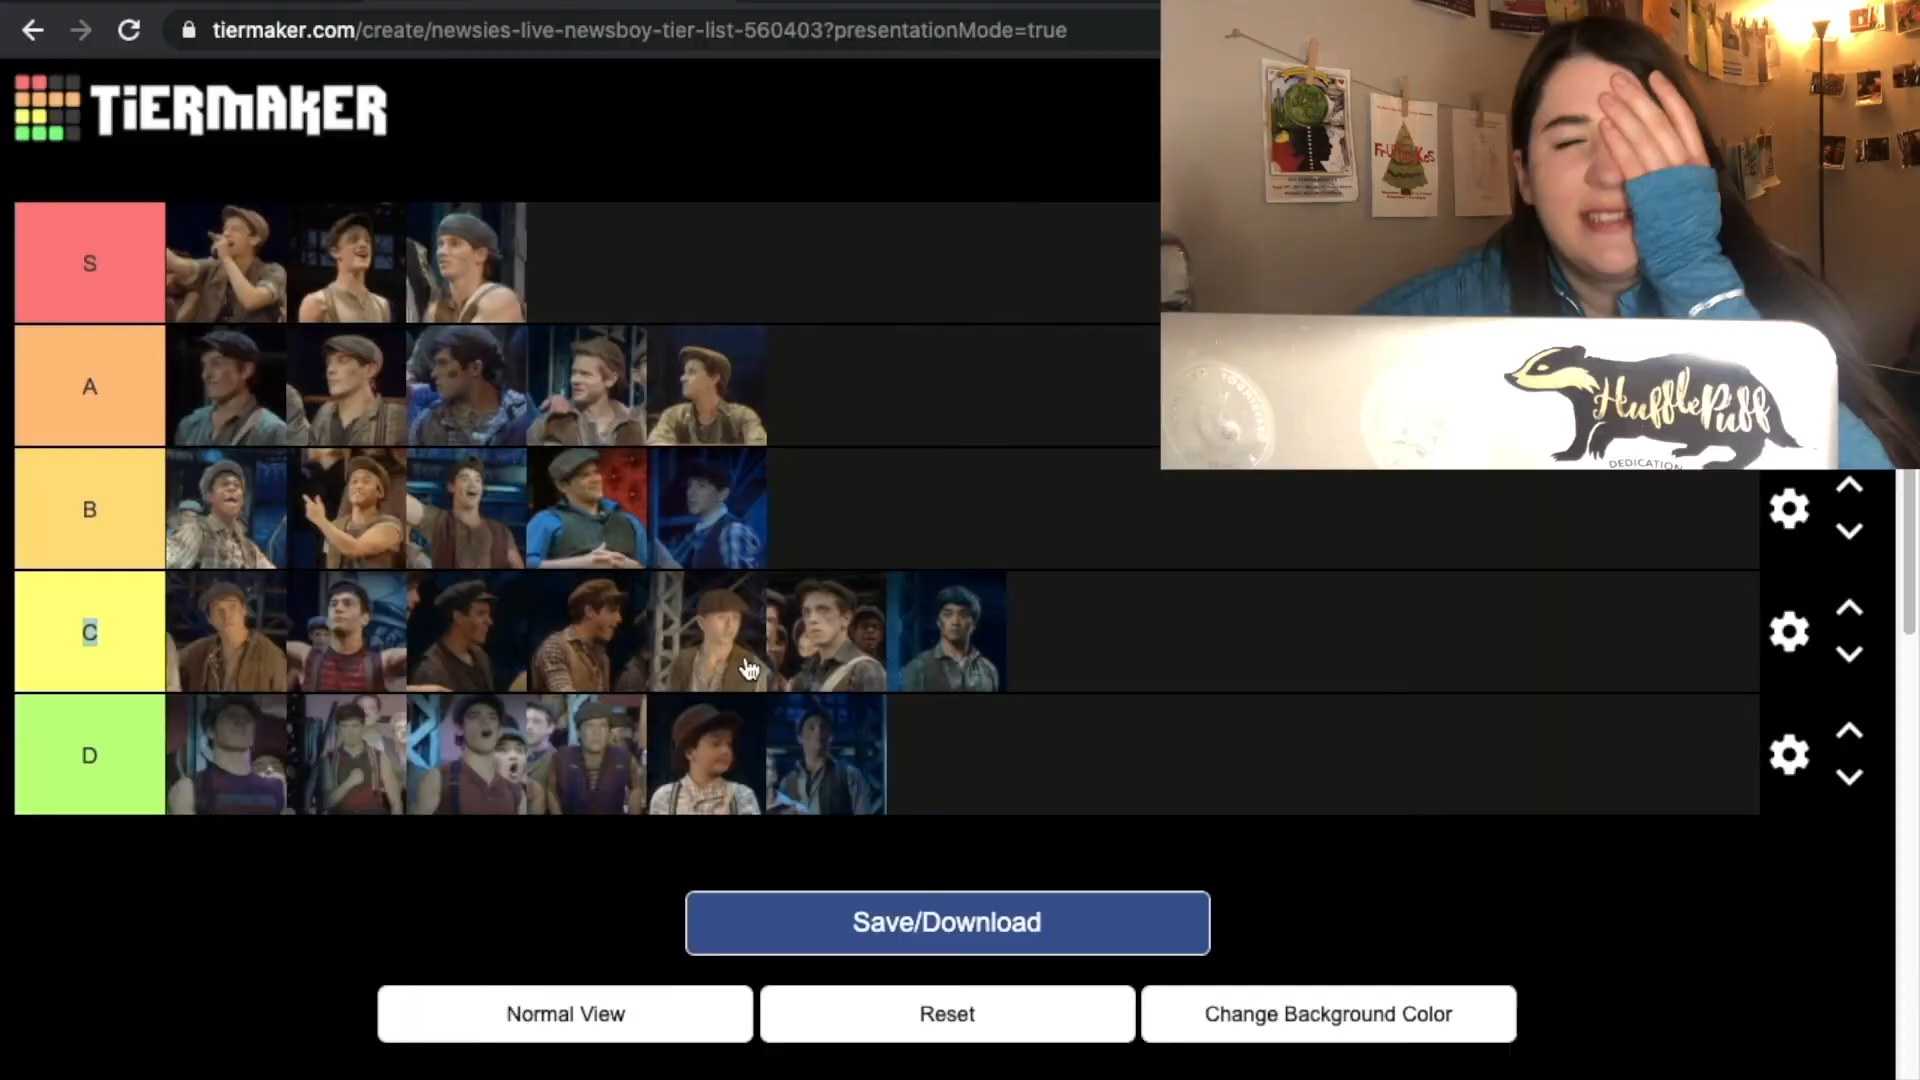 tiermaker.com/create/newsies-live-newsboy-tier-list-560403?presentationMode=true
TiERMAKER
S
A
B
C
D
HufflePuff
DEDICATION
Save/Download
Normal View
Reset
Change Background Color